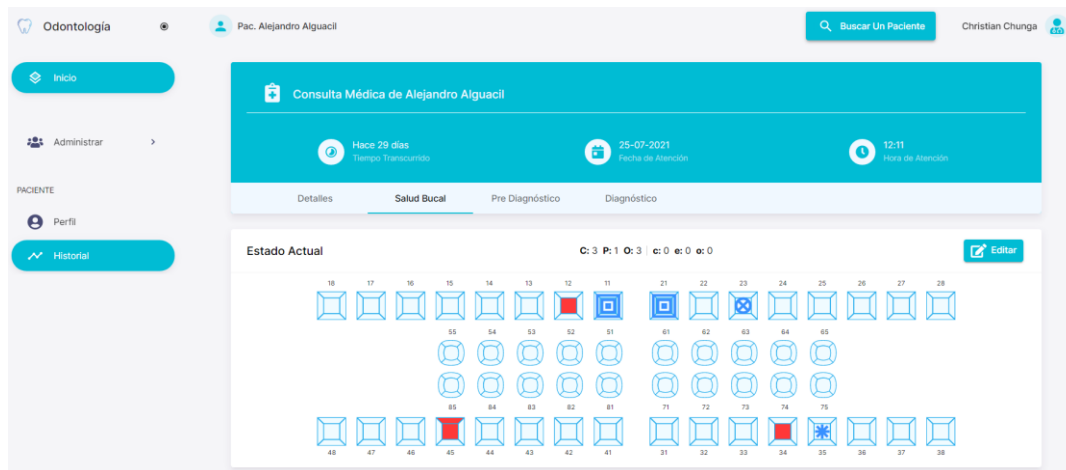 Odontología
Pac. Alejandro Alguacil
Buscar Un Paciente
Christian Chunga
Inicio
Administrar
PACIENTE
Perfil
Historial
Consulta Médica de Alejandro Alguacil
Hace 29 días
Tiempo Transcurrido
25-07-2021
Fecha de Atención
12:11
Hora de Atención
Detalles Salud Bucal Pre Diagnóstico Diagnóstico
Estado Actual
C: 3 P: 1 O: 3 | c: 0 e: 0 o: 0
Editar
18 17 16 15 14 13 12 11 21 22 23 24 25 26 27 28
55 54 53 52 51 61 62 63 64 65
85 84 83 82 81 71 72 73 74 75
48 47 46 45 44 43 42 41 31 32 33 34 35 36 37 38